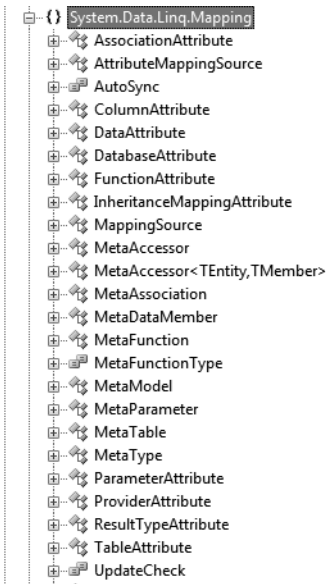 {} System.Data.Linq.Mapping
AssociationAttribute
AttributeMappingSource
AutoSync
ColumnAttribute
DataAttribute
DatabaseAttribute
FunctionAttribute
InheritanceMappingAttribute
MappingSource
MetaAccessor
MetaAccessor<TEntity,TMember>
MetaAssociation
MetaDataMember
MetaFunction
MetaFunctionType
MetaModel
MetaParameter
MetaTable
MetaType
ParameterAttribute
ProviderAttribute
ResultTypeAttribute
TableAttribute
UpdateCheck